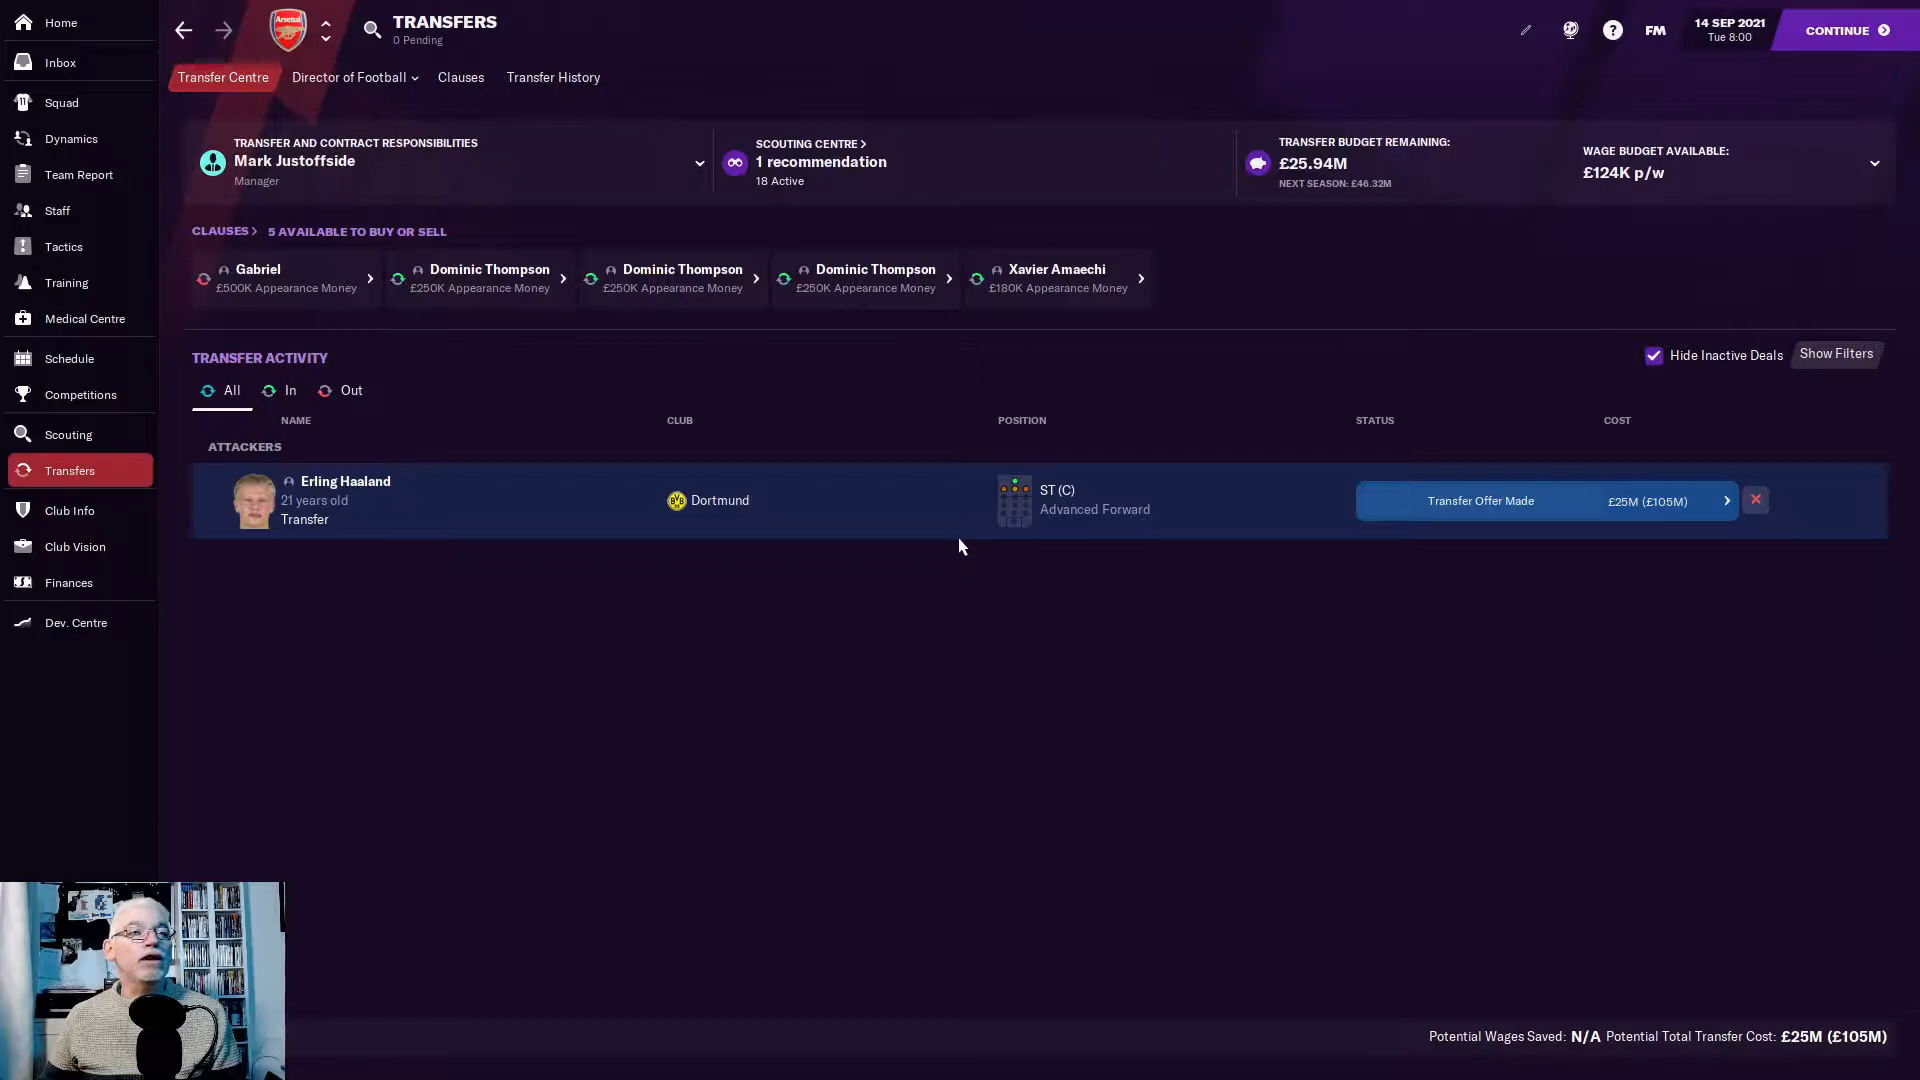 Home
Inbox
Squad
Dynamics
Team Report
Staff
Tactics
Training
Medical Centre
Schedule
Competitions
Scouting
Transfers
Club Info
Club Vision
Finances
Dev. Centre
Arsenal
TRANSFERS
0 Pending
?
FM
14 SEP 2021
Tue 8:00
CONTINUE
Transfer Centre
Director of Football
Clauses
Transfer History
TRANSFER AND CONTRACT RESPONSIBILITIES
Mark Justoffside
Manager
SCOUTING CENTRE >
1 recommendation
18 Active
TRANSFER BUDGET REMAINING:
£25.94M
NEXT SEASON: £46.32M
WAGE BUDGET AVAILABLE:
£124K p/w
CLAUSES > 5 AVAILABLE TO BUY OR SELL
Gabriel
£500K Appearance Money
Dominic Thompson
£250K Appearance Money
Dominic Thompson
£250K Appearance Money
Dominic Thompson
£250K Appearance Money
Xavier Amaechi
£180K Appearance Money
TRANSFER ACTIVITY
Hide Inactive Deals
Show Filters
All
In
Out
NAME CLUB POSITION STATUS COST
ATTACKERS
Erling Haaland
21 years old
Transfer
BVB
Dortmund
ST (C)
Advanced Forward
Transfer Offer Made
£25M (£105M)
Potential Wages Saved: N/A Potential Total Transfer Cost: £25M (£105M)